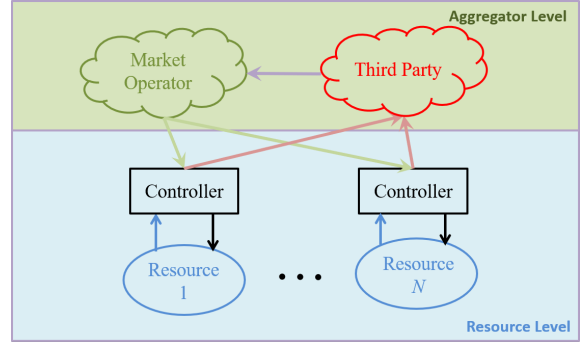 Aggregator Level
Market
Operator
Third Party
Controller
Controller
Resource
1
• • •
Resource
N
Resource Level